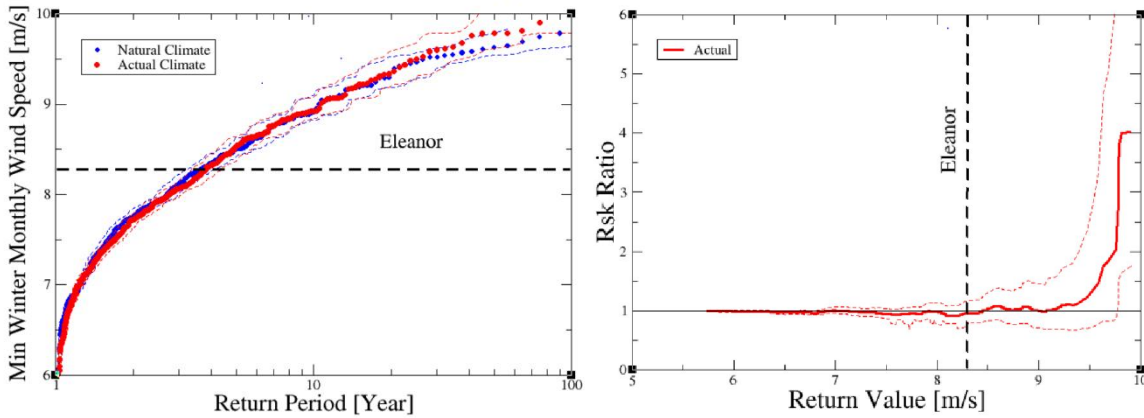 Min Winter Monthly Wind Speed [m/s]
10
9
8
7
6
Natural Climate
Actual Climate
Eleanor
1
10
100
Return Period [Year]
Rsk Ratio
6
5
4
3
2
1
0
Actual
Eleanor
5
6
7
8
9
10
Return Value [m/s]